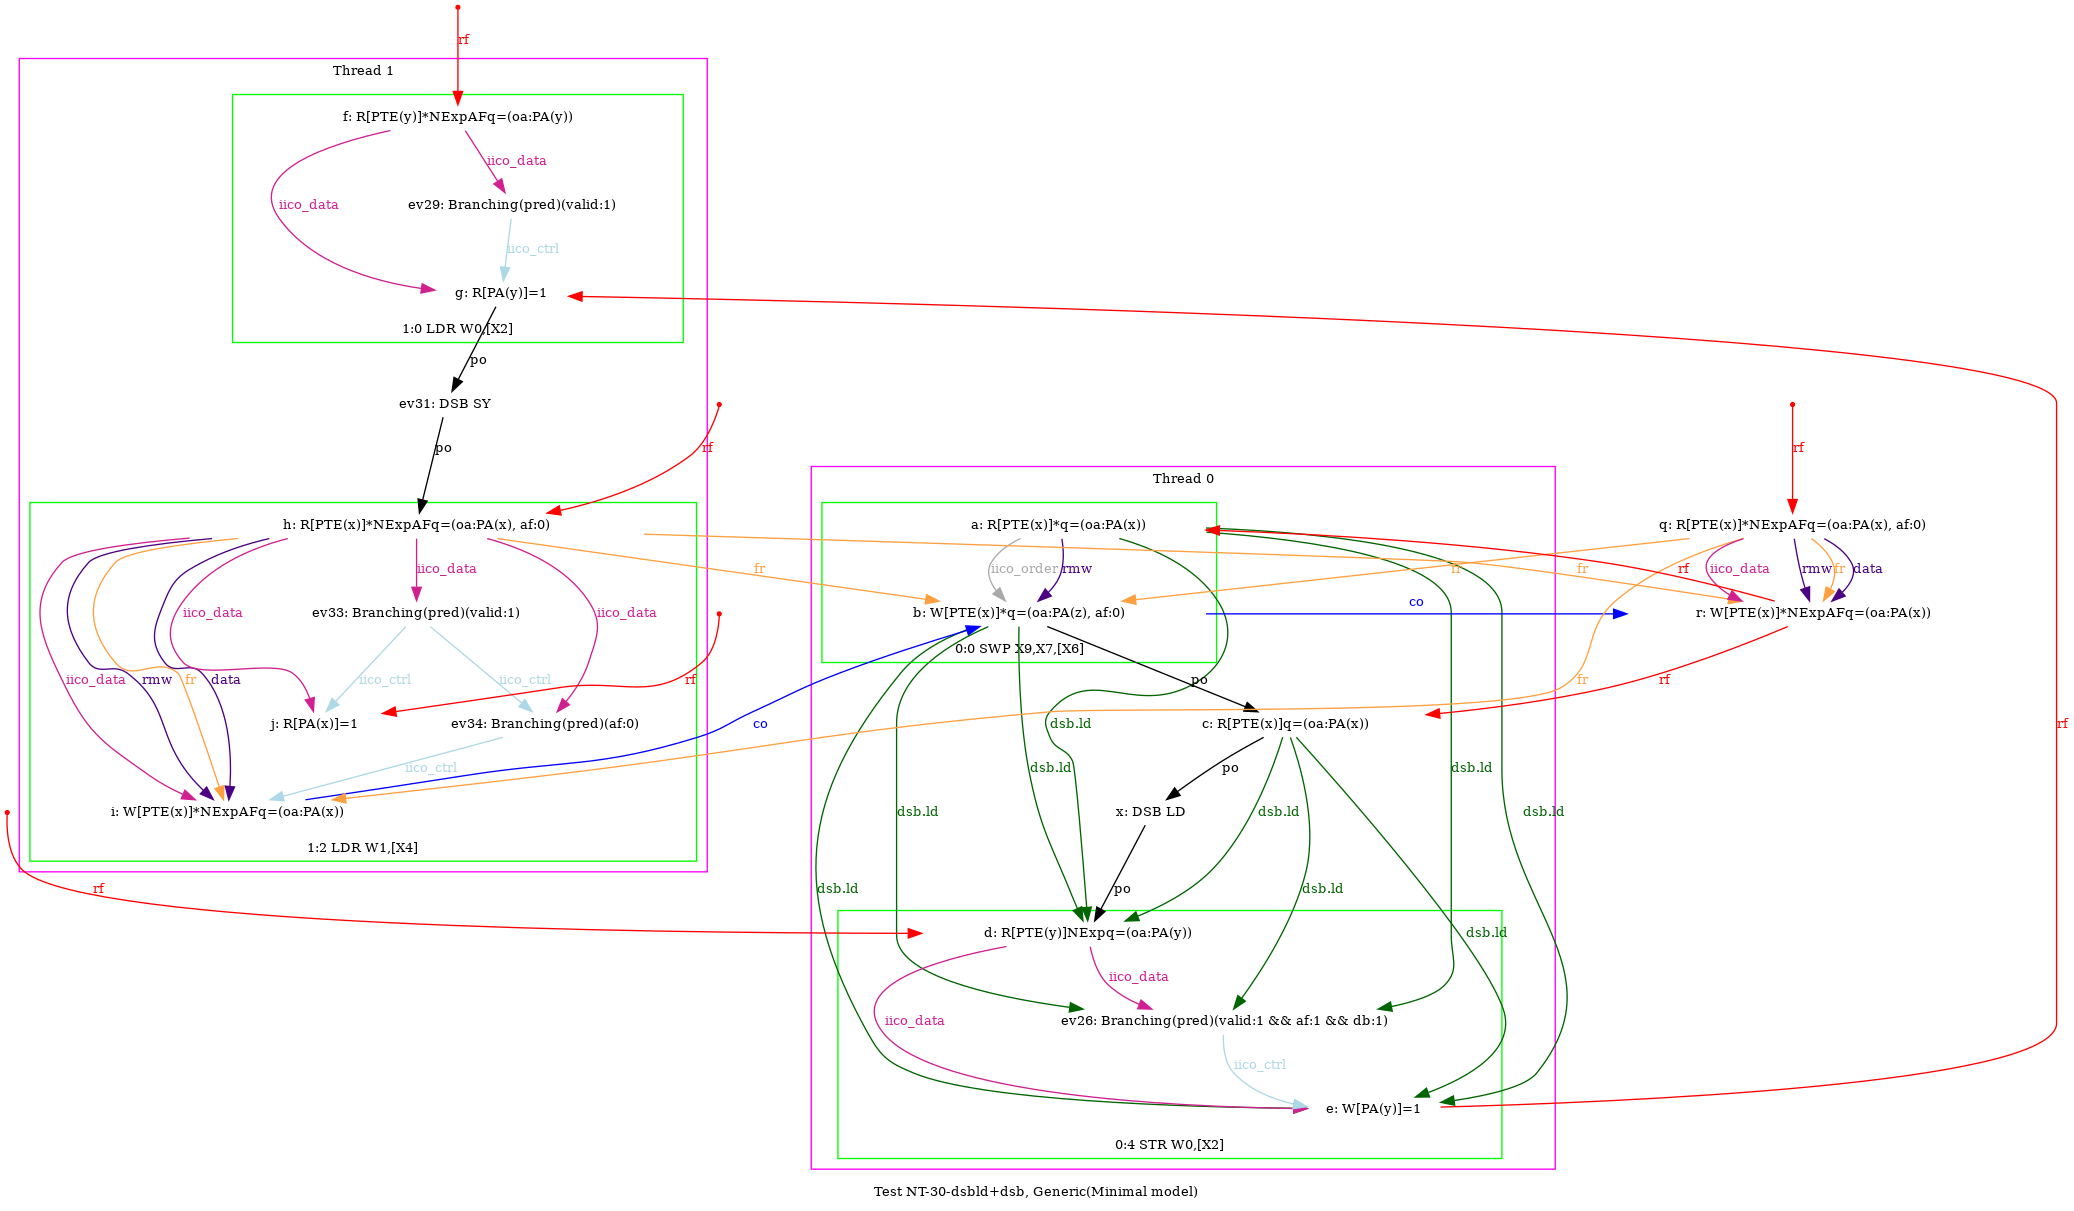 rf
Thread 1
f: R[PTE(y)]*NExpAFq=(oa:PA(y))
iico_data
iico_data
ev29: Branching(pred)(valid:1)
iico_ctrl
g: R[PA(y)]=1
1:0 LDR W0,[X2]
po
ev31: DSB SY
po
rf
rf
Thread 0
h: R[PTE(x)]*NExpAFq=(oa:PA(x), af:0)
a: R[PTE(x)]*q=(oa:PA(x))
q: R[PTE(x)]*NExpAFq=(oa:PA(x), af:0)
iico_data
fr
iico_order
rmw
fr
fr
rf
iico_data
rmw
fr
data
iico_data
ev33: Branching(pred)(valid:1)
iico_data
b: W[PTE(x)]*q=(oa:PA(z), af:0)
co
r: W[PTE(x)]*NExpAFq=(oa:PA(x))
0:0 SWP X9,X7,[X6]
iico_data
rmw
fr
data
iico_ctrl
iico_ctrl
rf
po
fr
rf
j: R[PA(x)]=1
ev34: Branching(pred)(af:0)
co
dsb.ld
c: R[PTE(x)]q=(oa:PA(x))
rf
iico_ctrl
dsb.ld
po
dsb.ld
i: W[PTE(x)]*NExpAFq=(oa:PA(x))
dsb.ld
x: DSB LD
dsb.ld
dsb.ld
1:2 LDR W1,[X4]
rf
dsb.ld
po
dsb.ld
d: R[PTE(y)]NExpq=(oa:PA(y))
dsb.ld
iico_data
iico_data
ev26: Branching(pred)(valid:1 && af:1 && db:1)
iico_ctrl
e: W[PA(y)]=1
0:4 STR W0,[X2]
Test NT-30-dsbld+dsb, Generic(Minimal model)